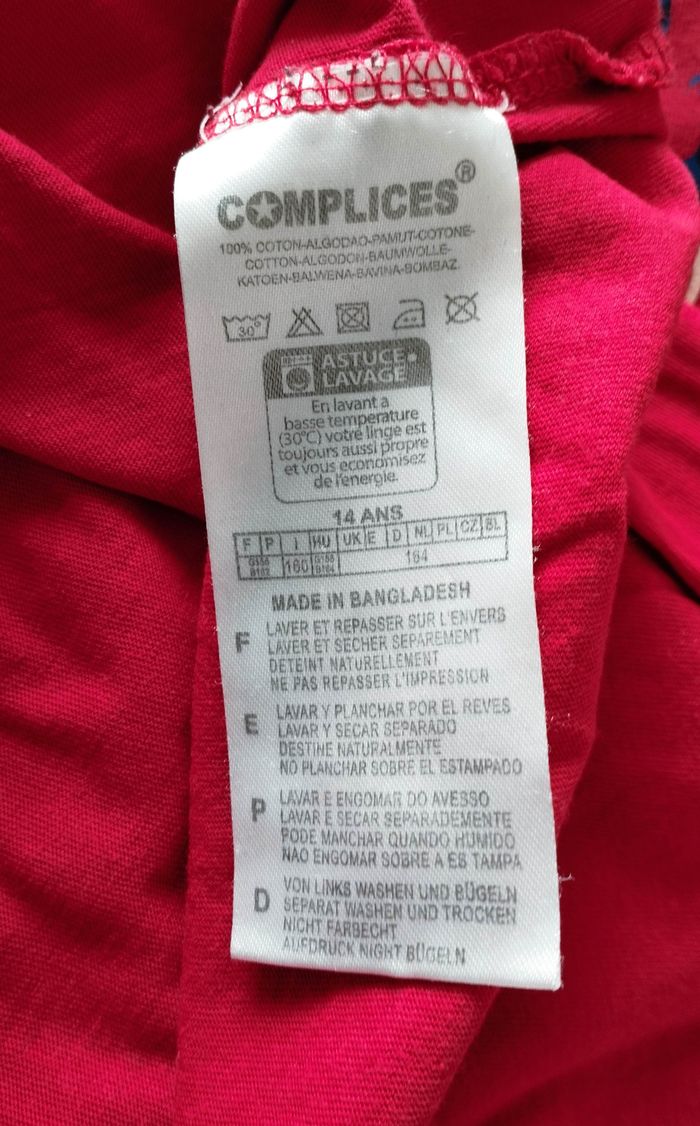 COMPLICES®
100% COTON-ALGODAO-PAMUT-COTONE-
COTTON-ALGODON-BAUMWOLLE-
KATOEN-BALWENA-BAVINA-BOMBAZ.
30°
ASTUCE
LAVAGE
En lavant a
basse temperature
(30°C) votre linge est
toujours aussi propre
et vous economisez
de l'energie.
14 ANS
F P I HU UK E D NL PL CZ BL
160 164
MADE IN BANGLADESH
F LAVER ET REPASSER SUR L'ENVERS
LAVER ET SECHER SEPAREMENT
DETEINT NATURELLEMENT
NE PAS REPASSER L'IMPRESSION
E LAVAR Y PLANCHAR POR EL REVES
LAVAR Y SECAR SEPARADO
DESTINE NATURALMENTE
NO PLANCHAR SOBRE EL ESTAMPADO
P LAVAR E ENGOMAR DO AVESSO
LAVAR E SECAR SEPARADEMENTE
PODE MANCHAR QUANDO HUMIDO
NAO ENGOMAR SOBRE A ES TAMPA
D VON LINKS WASHEN UND BÜGELN
SEPARAT WASHEN UND TROCKEN
NICHT FARBECHT
AUFDRUCK NIGHT BÜGELN